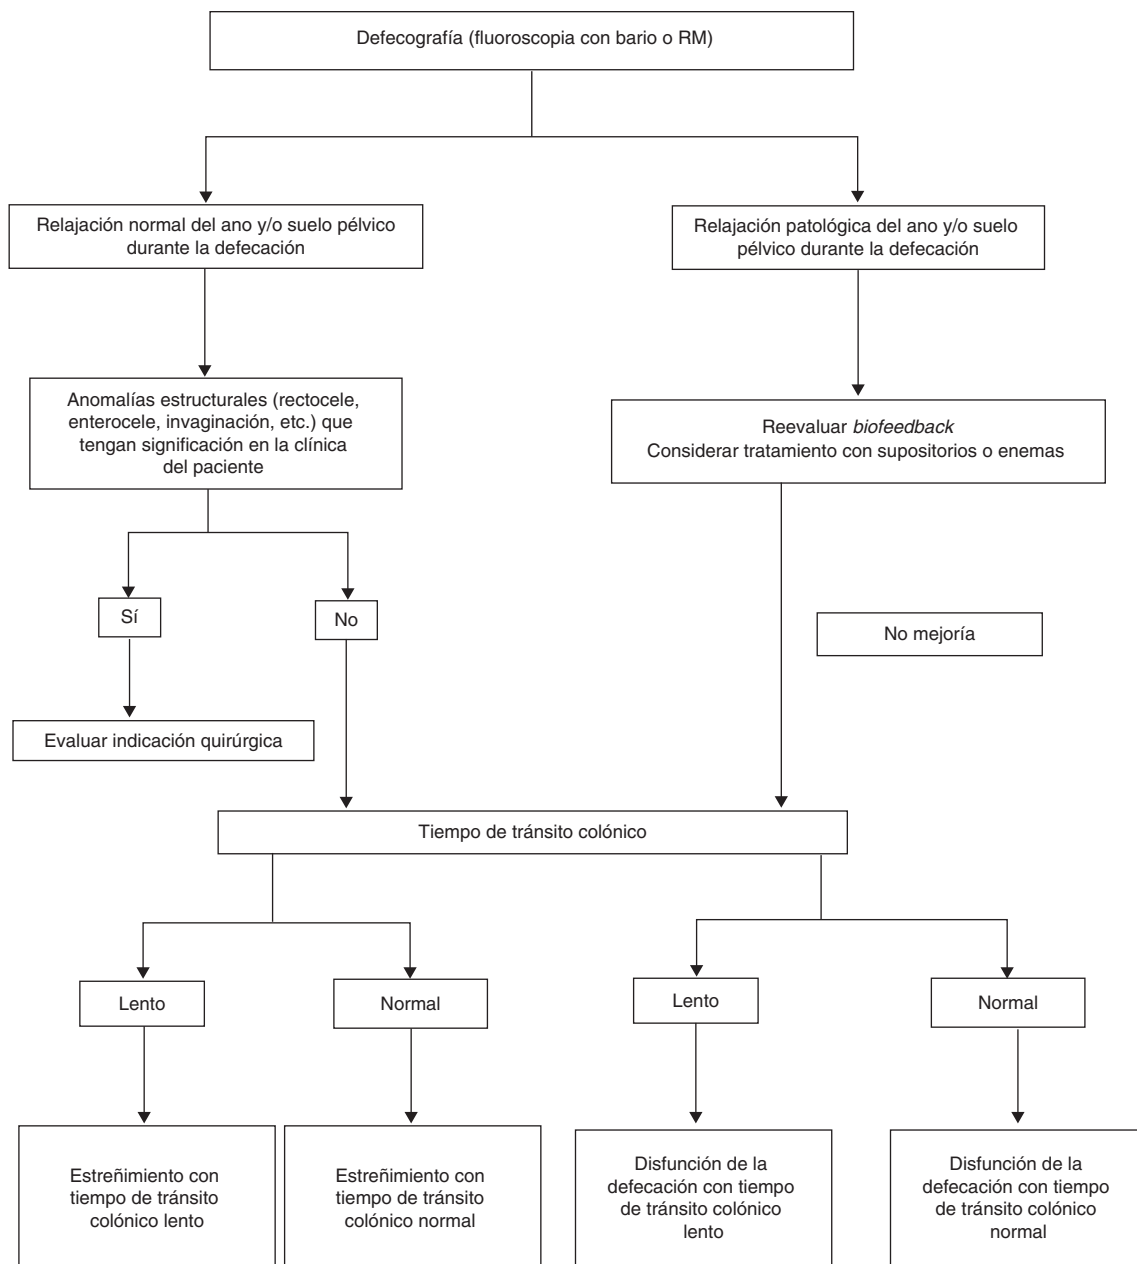 Defecografía (fluoroscopia con bario o RM)
Relajación normal del ano y/o suelo pélvico
durante la defecación
Relajación patológica del ano y/o suelo
pélvico durante la defecación
Anomalías estructurales (rectocele,
enterocele, invaginación, etc.) que
tengan significación en la clínica
del paciente
Reevaluar biofeedback
Considerar tratamiento con supositorios o enemas
Sí
No
No mejoría
Evaluar indicación quirúrgica
Tiempo de tránsito colónico
Lento
Normal
Lento
Normal
Estreñimiento con
tiempo de tránsito
colónico lento
Estreñimiento con
tiempo de tránsito
colónico normal
Disfunción de la
defecación con tiempo
de tránsito colónico
lento
Disfunción de la
defecación con tiempo
de tránsito colónico
normal